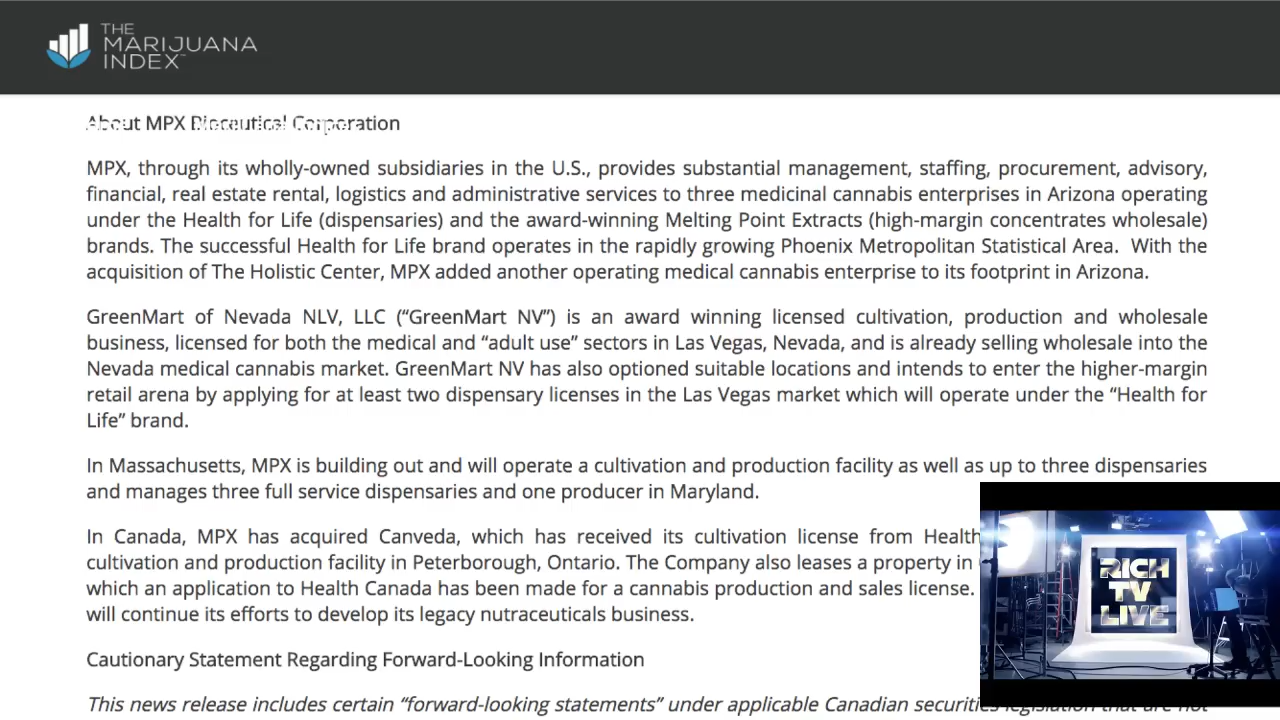 THE
MARIJUANA
INDEX™
About MPX Bioceutical Corporation
MPX, through its wholly-owned subsidiaries in the U.S., provides substantial management, staffing, procurement, advisory,
financial, real estate rental, logistics and administrative services to three medicinal cannabis enterprises in Arizona operating
under the Health for Life (dispensaries) and the award-winning Melting Point Extracts (high-margin concentrates wholesale)
brands. The successful Health for Life brand operates in the rapidly growing Phoenix Metropolitan Statistical Area. With the
acquisition of The Holistic Center, MPX added another operating medical cannabis enterprise to its footprint in Arizona.
GreenMart of Nevada NLV, LLC (“GreenMart NV”) is an award winning licensed cultivation, production and wholesale
business, licensed for both the medical and “adult use” sectors in Las Vegas, Nevada, and is already selling wholesale into the
Nevada medical cannabis market. GreenMart NV has also optioned suitable locations and intends to enter the higher-margin
retail arena by applying for at least two dispensary licenses in the Las Vegas market which will operate under the “Health for
Life” brand.
In Massachusetts, MPX is building out and will operate a cultivation and production facility as well as up to three dispensaries
and manages three full service dispensaries and one producer in Maryland.
In Canada, MPX has acquired Canveda, which has received its cultivation license from Health
cultivation and production facility in Peterborough, Ontario. The Company also leases a property in
which an application to Health Canada has been made for a cannabis production and sales license.
will continue its efforts to develop its legacy nutraceuticals business.
RICH
TV
LIVE
Cautionary Statement Regarding Forward-Looking Information
This news release includes certain “forward-looking statements” under applicable Canadian securities legislation that are not